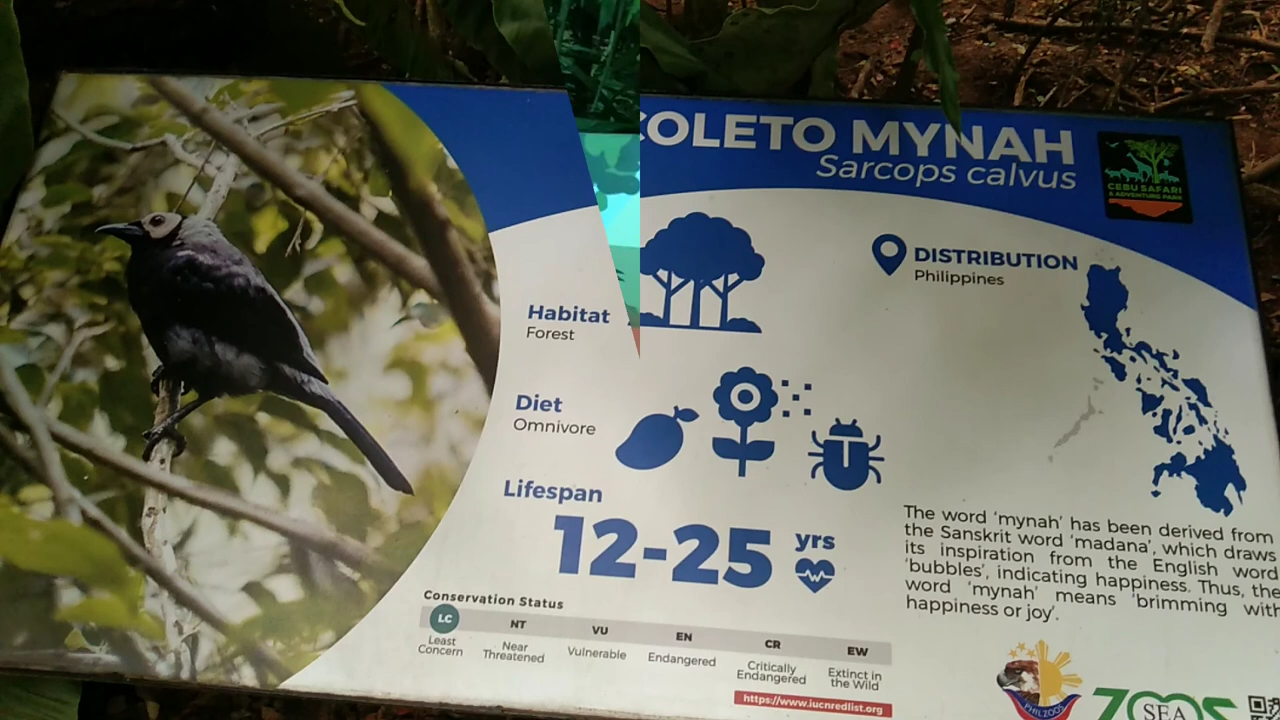 COLETO MYNAH
Sarcops calvus
CEBU SAFARI
& ADVENTURE PARK
DISTRIBUTION
Philippines
Habitat
Forest
Diet
Omnivore
Lifespan
12-25 yrs
The word 'mynah' has been derived from
the Sanskrit word 'madana', which draws
its inspiration from the English word
'bubbles', indicating happiness. Thus, the
word 'mynah' means 'brimming with
happiness or joy'.
Conservation Status
LC NT VU EN CR EW
Least Concern
Near Threatened
Vulnerable
Endangered
Critically Endangered
Extinct in the Wild
https://www.iucnredlist.org
PHILZOOS
SEA